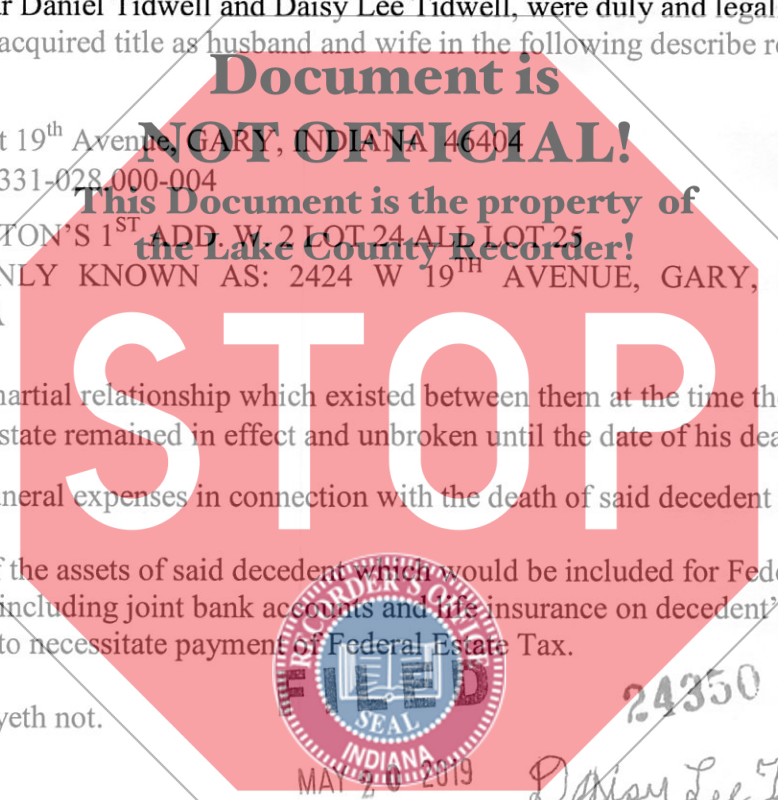 ar Daniel Tidwell and Daisy Lee Tidwell, were duly and legal
acquired title as husband and wife in the following describe re
Document is
t 19th Avenue, GARY, INDIANA 46404
NOT OFFICIAL!
331-028.000-004
This Document is the property of
TON'S 1ST ADD. W. 2 LOT 24 ALL LOT 25
the Lake County Recorder!
NLY KNOWN AS: 2424 W 19TH AVENUE, GARY,
STOP
martial relationship which existed between them at the time the
state remained in effect and unbroken until the date of his dea
neral expenses in connection with the death of said decedent
f the assets of said decedent which would be included for Fede
including joint bank accounts and life insurance on decedent'
to necessitate payment of Federal Estate Tax.
RECORDER'S OFFICE
FILED
SEAL
INDIANA
24350
yeth not.
MAY 20 2019
Daisy Lee T